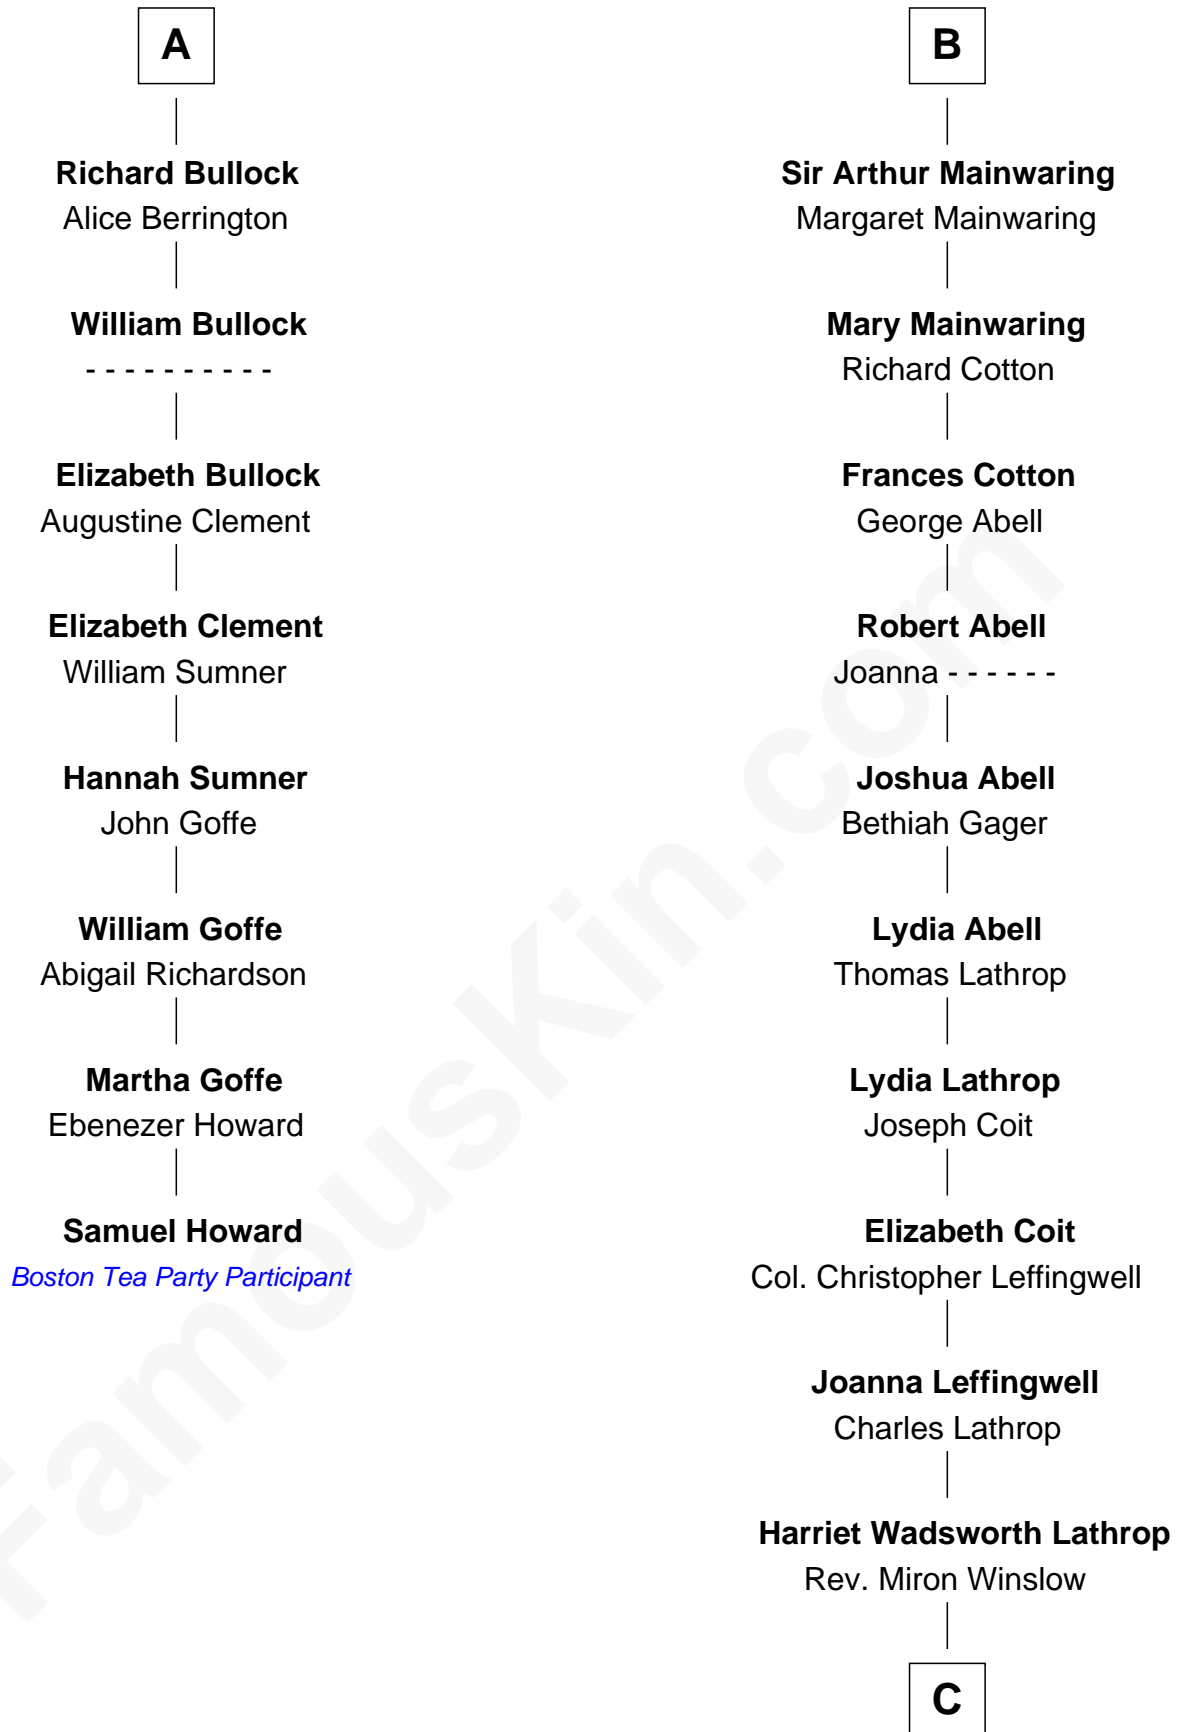 A
Richard Bullock
Alice Berrington
William Bullock
- - - - - - - - - -
Elizabeth Bullock
Augustine Clement
Elizabeth Clement
William Sumner
Hannah Sumner
John Goffe
William Goffe
Abigail Richardson
Martha Goffe
Ebenezer Howard
Samuel Howard
Boston Tea Party Participant
B
Sir Arthur Mainwaring
Margaret Mainwaring
Mary Mainwaring
Richard Cotton
Frances Cotton
George Abell
Robert Abell
Joanna - - - - - -
Joshua Abell
Bethiah Gager
Lydia Abell
Thomas Lathrop
Lydia Lathrop
Joseph Coit
Elizabeth Coit
Col. Christopher Leffingwell
Joanna Leffingwell
Charles Lathrop
Harriet Wadsworth Lathrop
Rev. Miron Winslow
C
FamousKin.com